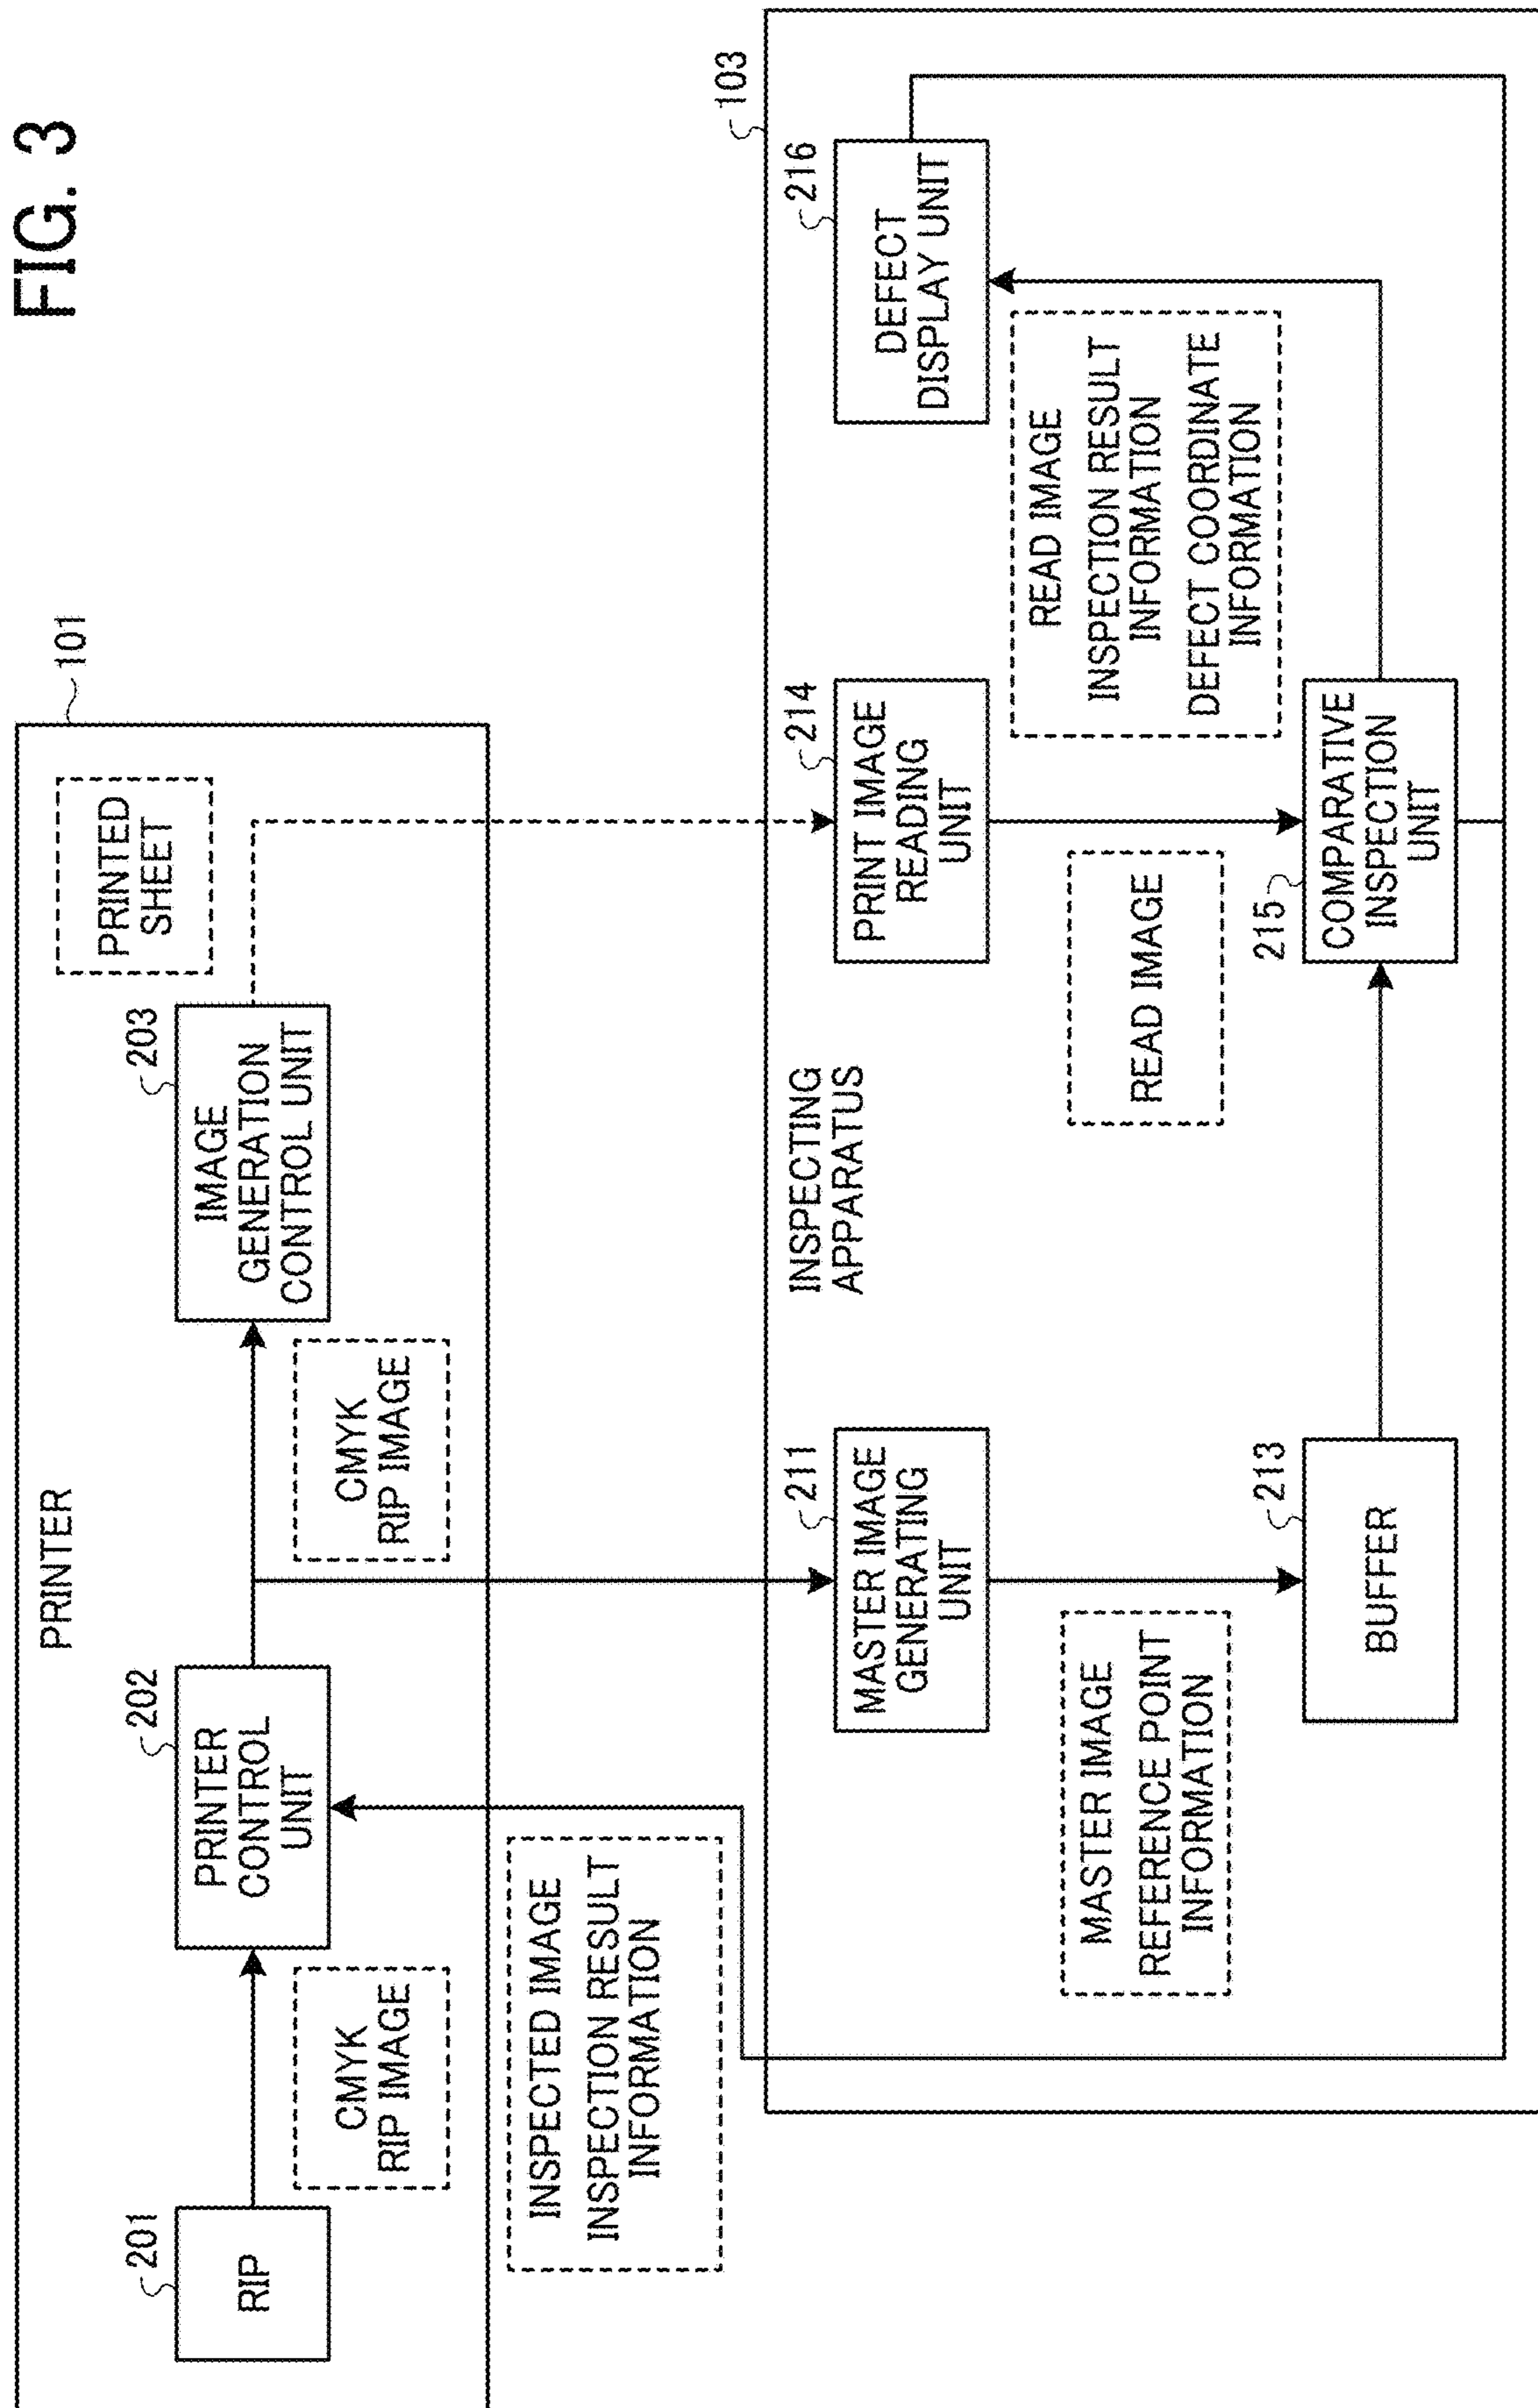 FIG. 3
PRINTER
101
201
RIP
CMYK
RIP IMAGE
202
PRINTER
CONTROL
UNIT
CMYK
RIP IMAGE
203
IMAGE
GENERATION
CONTROL UNIT
PRINTED
SHEET
INSPECTED IMAGE
INSPECTION RESULT
INFORMATION
103
INSPECTING
APPARATUS
211
MASTER IMAGE
GENERATING
UNIT
214
PRINT IMAGE
READING
UNIT
216
DEFECT
DISPLAY UNIT
MASTER IMAGE
REFERENCE POINT
INFORMATION
READ IMAGE
READ IMAGE
INSPECTION RESULT
INFORMATION
DEFECT COORDINATE
INFORMATION
213
BUFFER
215
COMPARATIVE
INSPECTION
UNIT